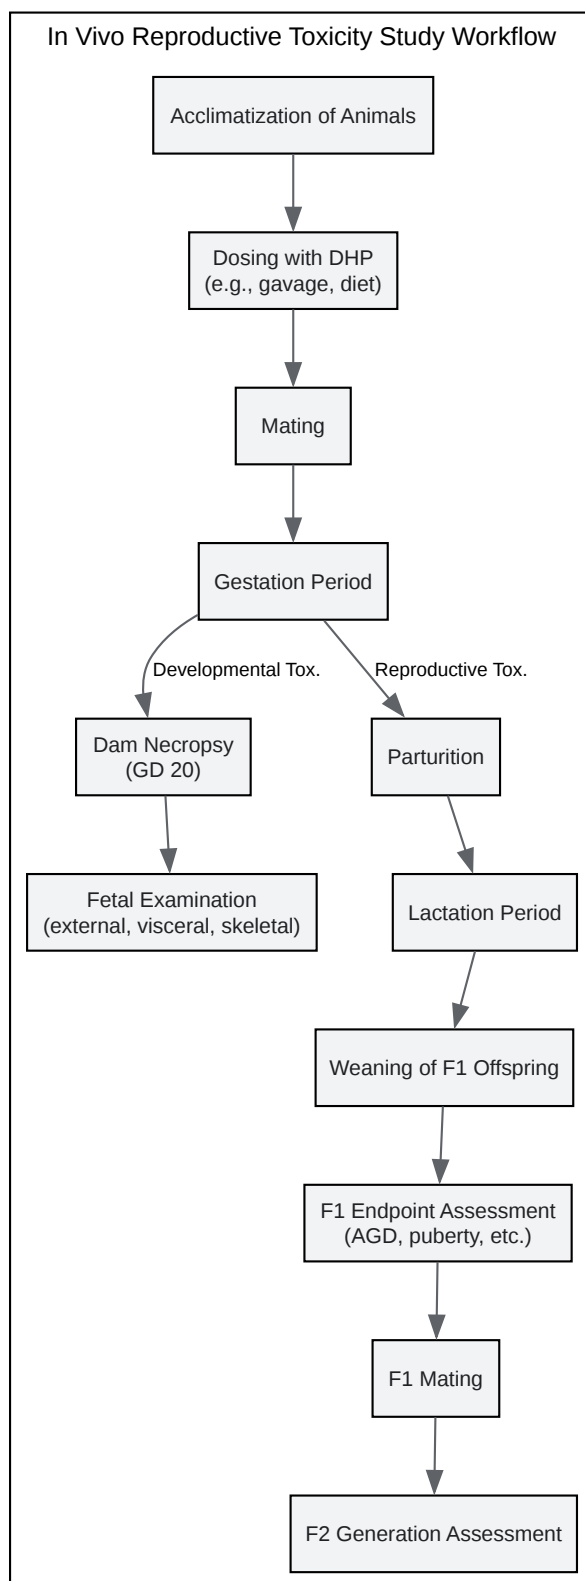 In Vivo Reproductive Toxicity Study Workflow
Acclimatization of Animals
Dosing with DHP
(e.g., gavage, diet)
Mating
Gestation Period
Developmental Tox.
Reproductive Tox.
Dam Necropsy
(GD 20)
Parturition
Fetal Examination
(external, visceral, skeletal)
Lactation Period
Weaning of F1 Offspring
F1 Endpoint Assessment
(AGD, puberty, etc.)
F1 Mating
F2 Generation Assessment